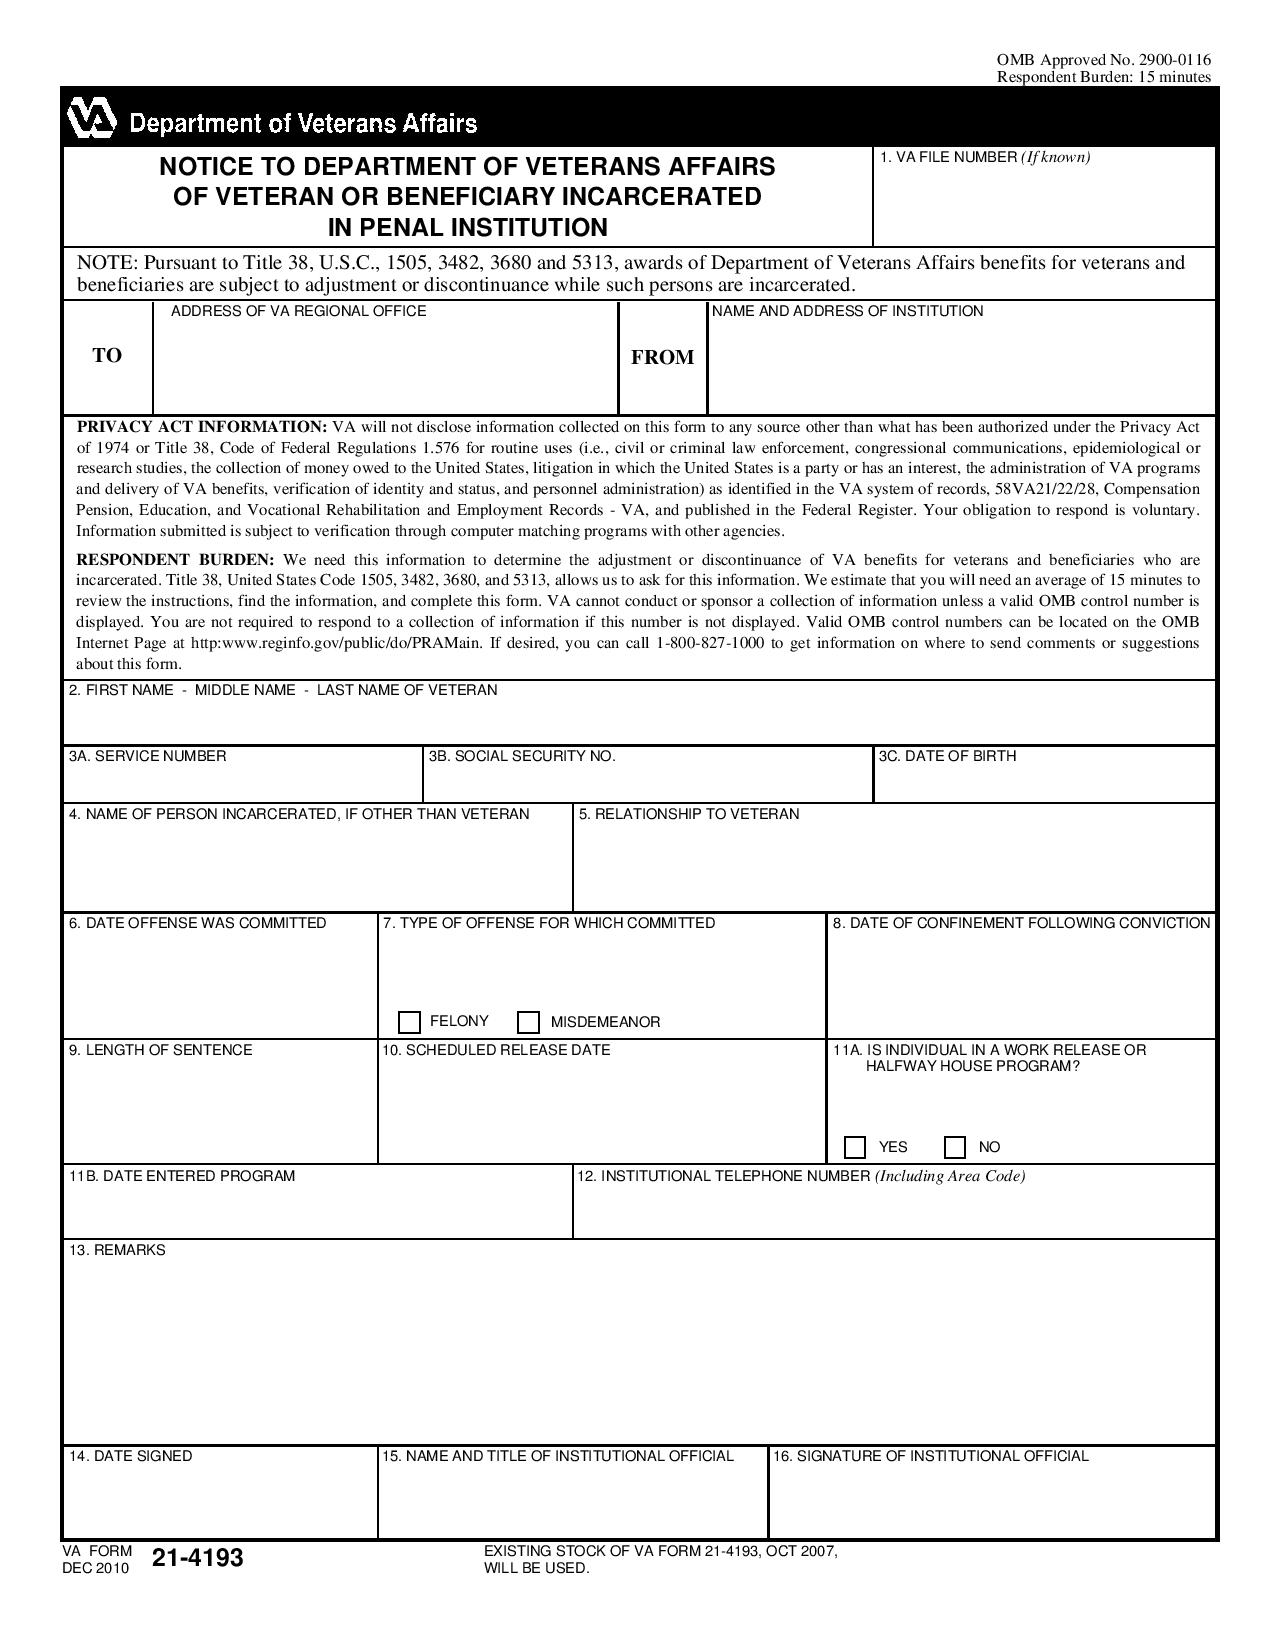 OMB Approved No. 2900-0116
Respondent Burden: 15 minutes
VA Department of Veterans Affairs
NOTICE TO DEPARTMENT OF VETERANS AFFAIRS
OF VETERAN OR BENEFICIARY INCARCERATED
IN PENAL INSTITUTION
1. VA FILE NUMBER (If known)
NOTE: Pursuant to Title 38, U.S.C., 1505, 3482, 3680 and 5313, awards of Department of Veterans Affairs benefits for veterans and
beneficiaries are subject to adjustment or discontinuance while such persons are incarcerated.
TO
ADDRESS OF VA REGIONAL OFFICE
FROM
NAME AND ADDRESS OF INSTITUTION
PRIVACY ACT INFORMATION: VA will not disclose information collected on this form to any source other than what has been authorized under the Privacy Act
of 1974 or Title 38, Code of Federal Regulations 1.576 for routine uses (i.e., civil or criminal law enforcement, congressional communications, epidemiological or
research studies, the collection of money owed to the United States, litigation in which the United States is a party or has an interest, the administration of VA programs
and delivery of VA benefits, verification of identity and status, and personnel administration) as identified in the VA system of records, 58VA21/22/28, Compensation
Pension, Education, and Vocational Rehabilitation and Employment Records - VA, and published in the Federal Register. Your obligation to respond is voluntary.
Information submitted is subject to verification through computer matching programs with other agencies.
RESPONDENT BURDEN: We need this information to determine the adjustment or discontinuance of VA benefits for veterans and beneficiaries who are
incarcerated. Title 38, United States Code 1505, 3482, 3680, and 5313, allows us to ask for this information. We estimate that you will need an average of 15 minutes to
review the instructions, find the information, and complete this form. VA cannot conduct or sponsor a collection of information unless a valid OMB control number is
displayed. You are not required to respond to a collection of information if this number is not displayed. Valid OMB control numbers can be located on the OMB
Internet Page at http:www.reginfo.gov/public/do/PRAMain. If desired, you can call 1-800-827-1000 to get information on where to send comments or suggestions
about this form.
2. FIRST NAME - MIDDLE NAME - LAST NAME OF VETERAN
3A. SERVICE NUMBER
3B. SOCIAL SECURITY NO.
3C. DATE OF BIRTH
4. NAME OF PERSON INCARCERATED, IF OTHER THAN VETERAN
5. RELATIONSHIP TO VETERAN
6. DATE OFFENSE WAS COMMITTED
7. TYPE OF OFFENSE FOR WHICH COMMITTED
FELONY MISDEMEANOR
8. DATE OF CONFINEMENT FOLLOWING CONVICTION
9. LENGTH OF SENTENCE
10. SCHEDULED RELEASE DATE
11A. IS INDIVIDUAL IN A WORK RELEASE OR
HALFWAY HOUSE PROGRAM?
YES NO
11B. DATE ENTERED PROGRAM
12. INSTITUTIONAL TELEPHONE NUMBER (Including Area Code)
13. REMARKS
14. DATE SIGNED
15. NAME AND TITLE OF INSTITUTIONAL OFFICIAL
16. SIGNATURE OF INSTITUTIONAL OFFICIAL
VA FORM
DEC 2010
21-4193
EXISTING STOCK OF VA FORM 21-4193, OCT 2007,
WILL BE USED.